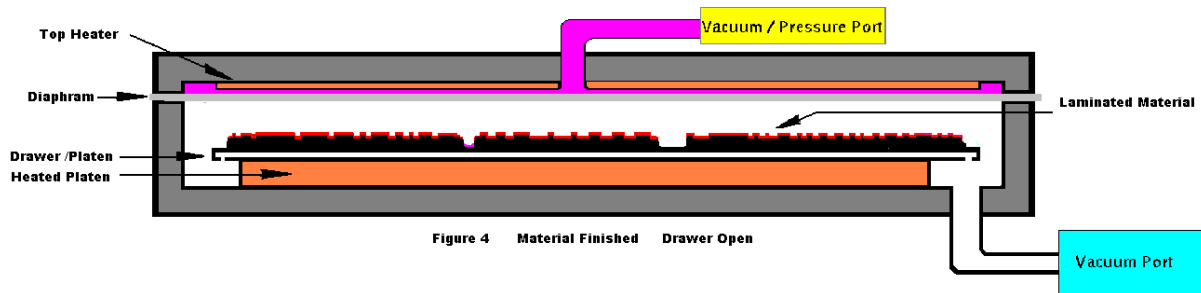 Vacuum / Pressure Port
Top Heater
Diaphram
Laminated Material
Drawer /Platen
Heated Platen
Figure 4 Material Finished Drawer Open
Vacuum Port